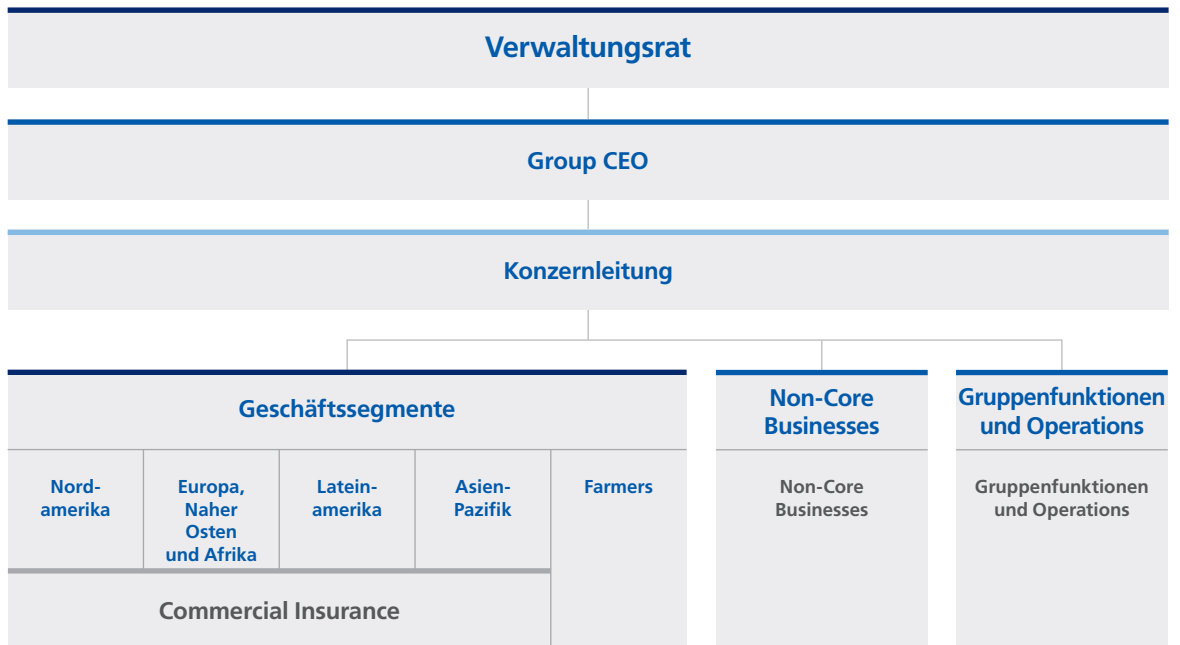 Verwaltungsrat
Group CEO
Konzernleitung
Geschäftssegmente
Non-Core
Businesses
Gruppenfunktionen
und Operations
Nord-
amerika
Europa,
Naher
Osten
und Afrika
Latein-
amerika
Asien-
Pazifik
Farmers
Non-Core
Businesses
Gruppenfunktionen
und Operations
Commercial Insurance